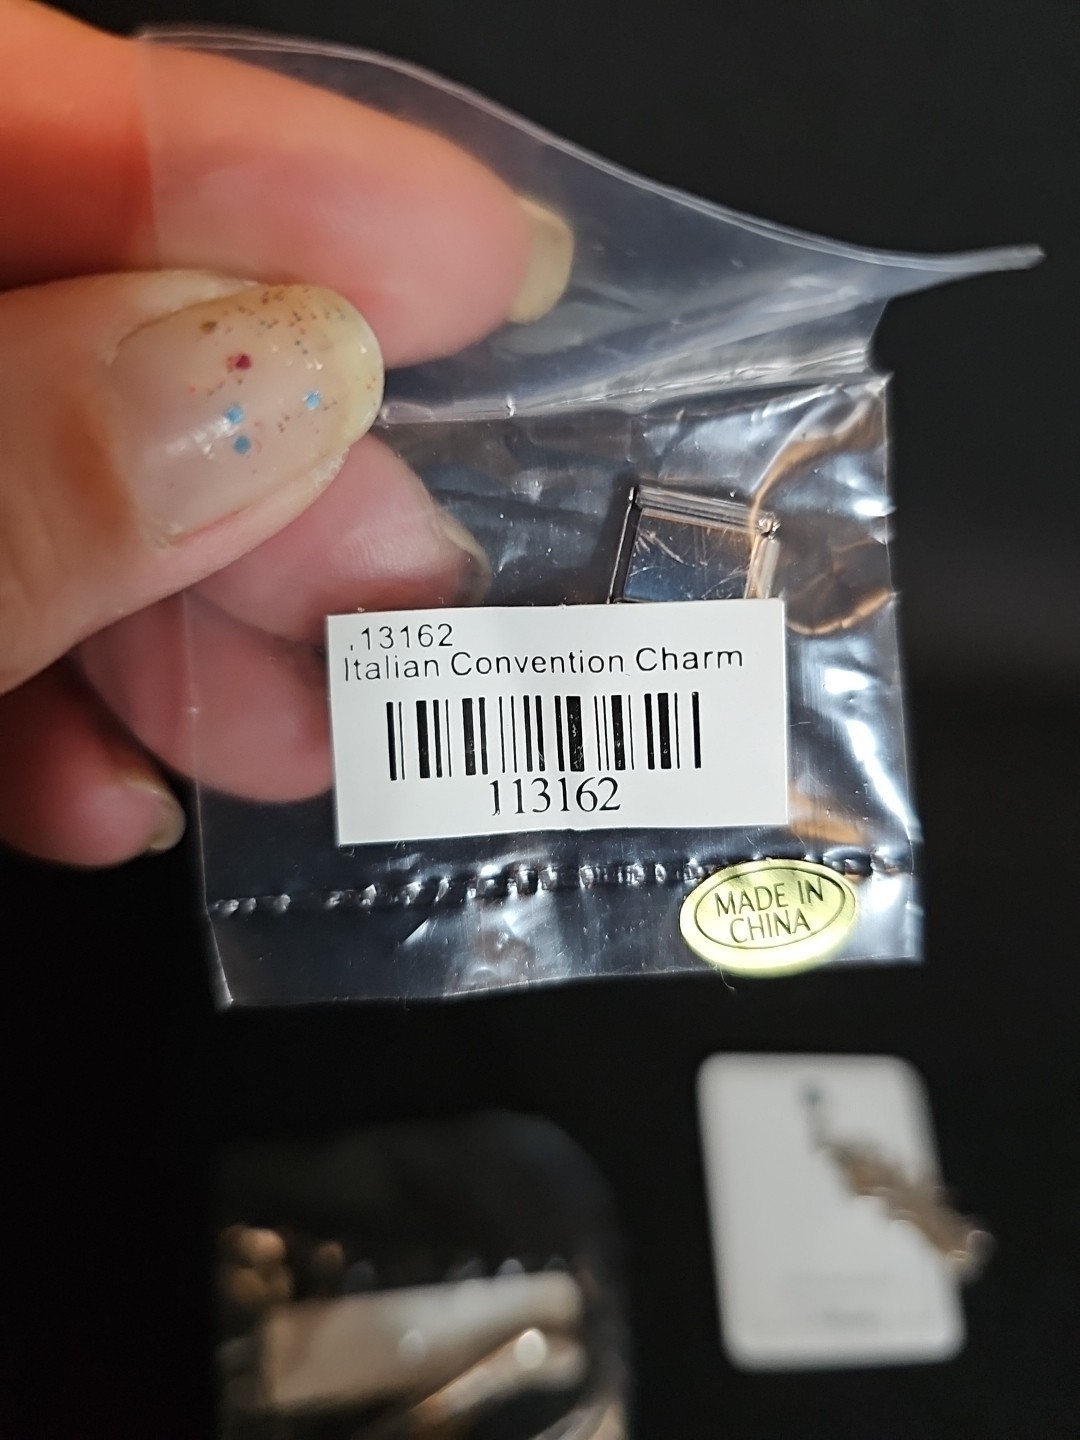 ,13162
Italian Convention Charm
113162
MADE IN
CHINA